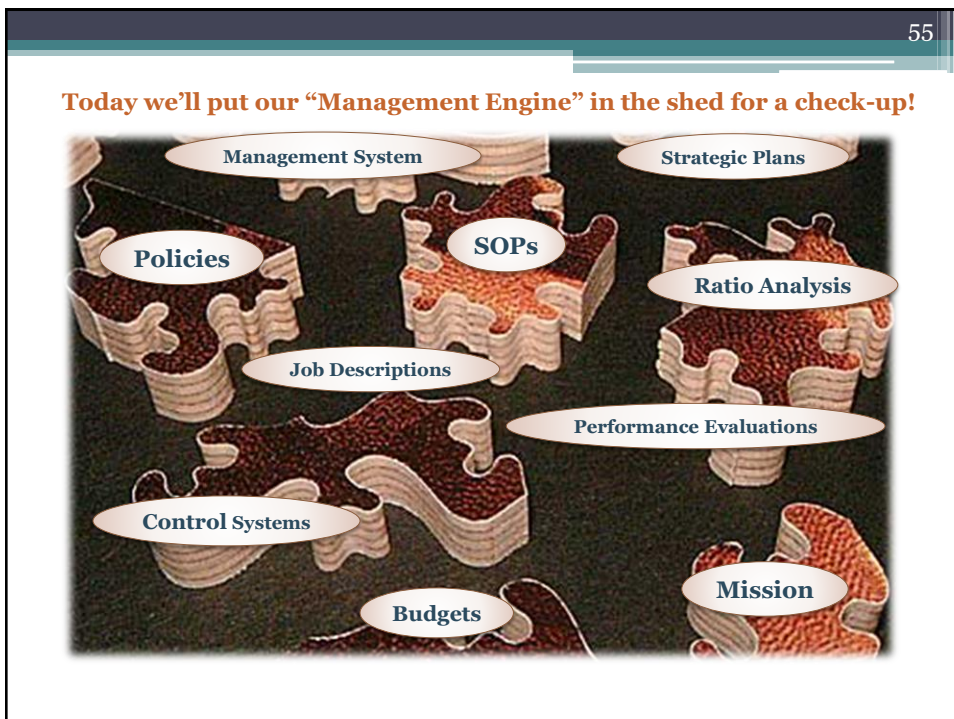 55
Today we'll put our “Management Engine” in the shed for a check-up!
Management System
Strategic Plans
Policies
SOPs
Ratio Analysis
Job Descriptions
Performance Evaluations
Control Systems
Mission
Budgets